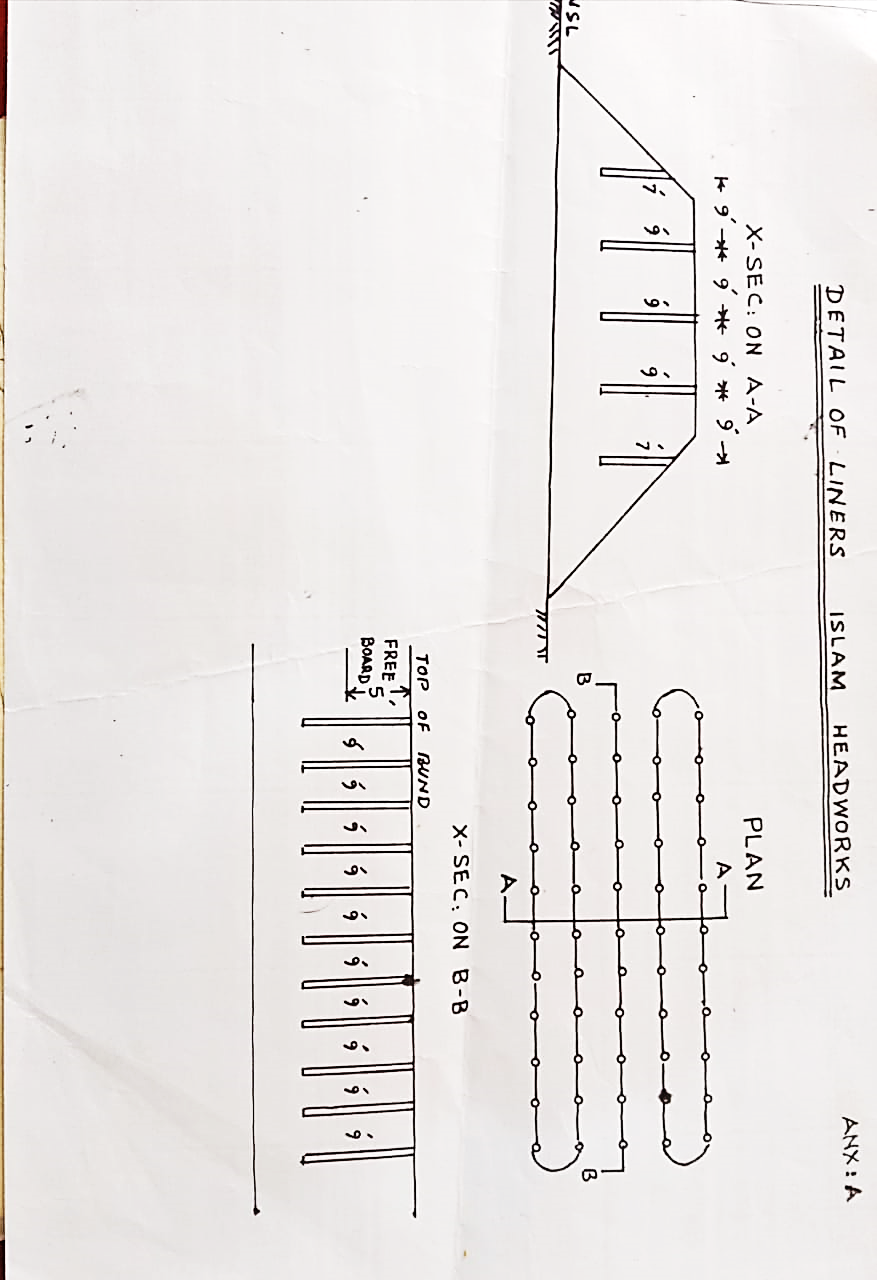 ANX: A
DETAIL OF LINERS ISLAM HEADWORKS
X-SEC: ON A-A
9' 9' 9' 9'
7' 9' 9' 9' 7'
PLAN
A
B B
A
X-SEC: ON B-B
TOP OF BUND
FREE
BOARD 5'
9' 9' 9' 9' 9' 9' 9' 9' 9' 9'